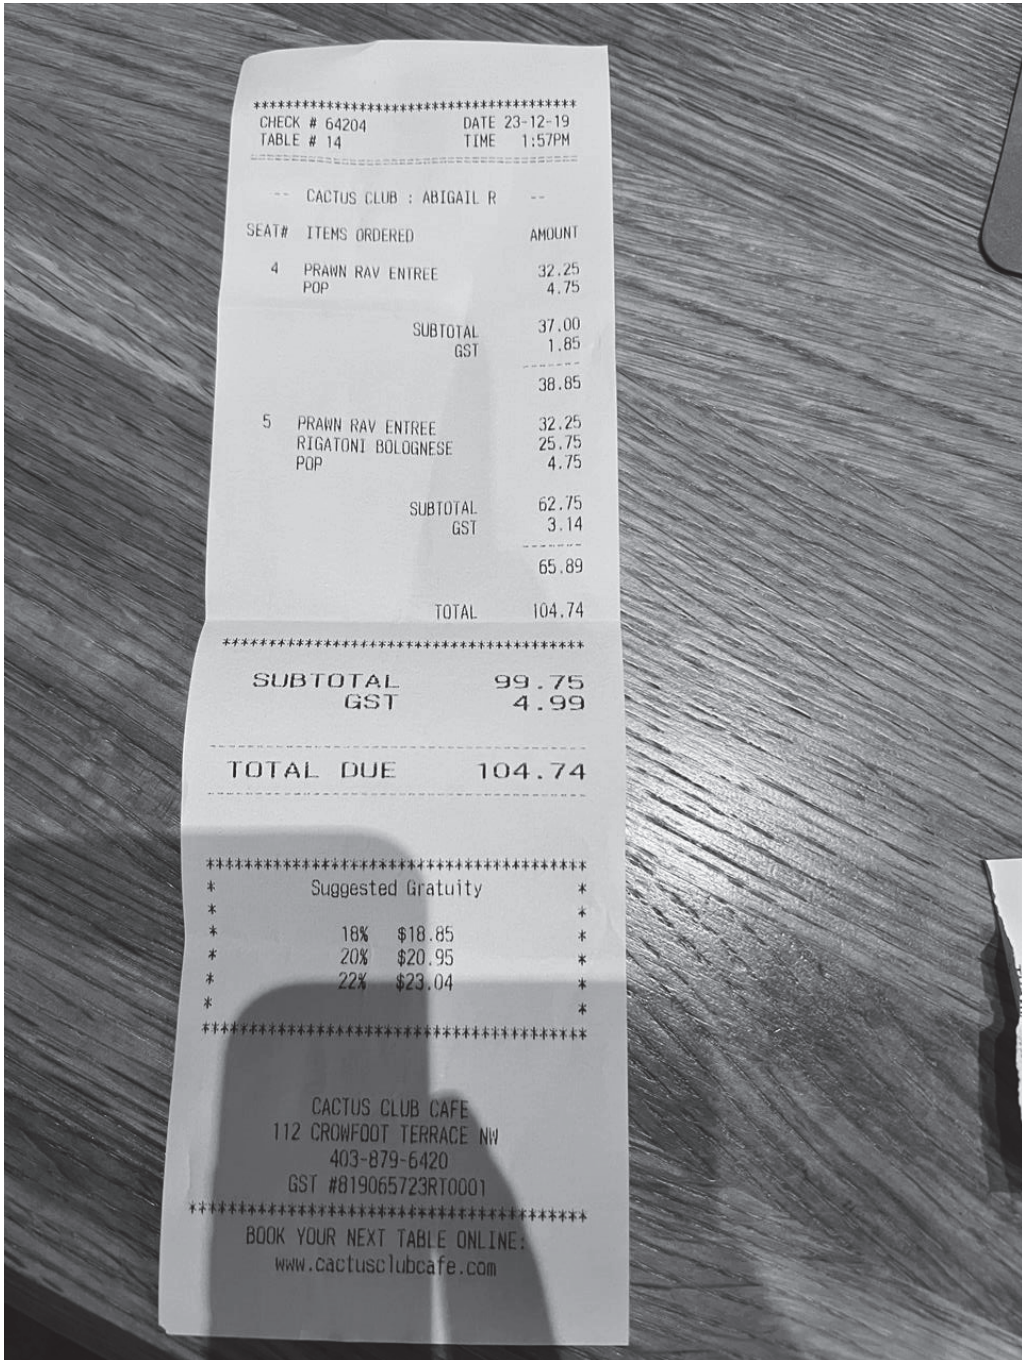 ****************************************
CHECK # 64204 DATE 23-12-19
TABLE # 14 TIME 1:57PM
========================================
-- CACTUS CLUB : ABIGAIL R --
SEAT# ITEMS ORDERED AMOUNT
4 PRAWN RAV ENTREE 32.25
POP 4.75
SUBTOTAL 37.00
GST 1.85
--------
38.85
5 PRAWN RAV ENTREE 32.25
RIGATONI BOLOGNESE 25.75
POP 4.75
SUBTOTAL 62.75
GST 3.14
--------
65.89
TOTAL 104.74
****************************************
SUBTOTAL 99.75
GST 4.99
----------------------------------------
TOTAL DUE 104.74
----------------------------------------
****************************************
* Suggested Gratuity *
* *
* 18% $18.85 *
* 20% $20.95 *
* 22% $23.04 *
* *
****************************************
CACTUS CLUB CAFE
112 CROWFOOT TERRACE NW
403-879-6420
GST #819065723RT0001
****************************************
BOOK YOUR NEXT TABLE ONLINE:
www.cactusclubcafe.com